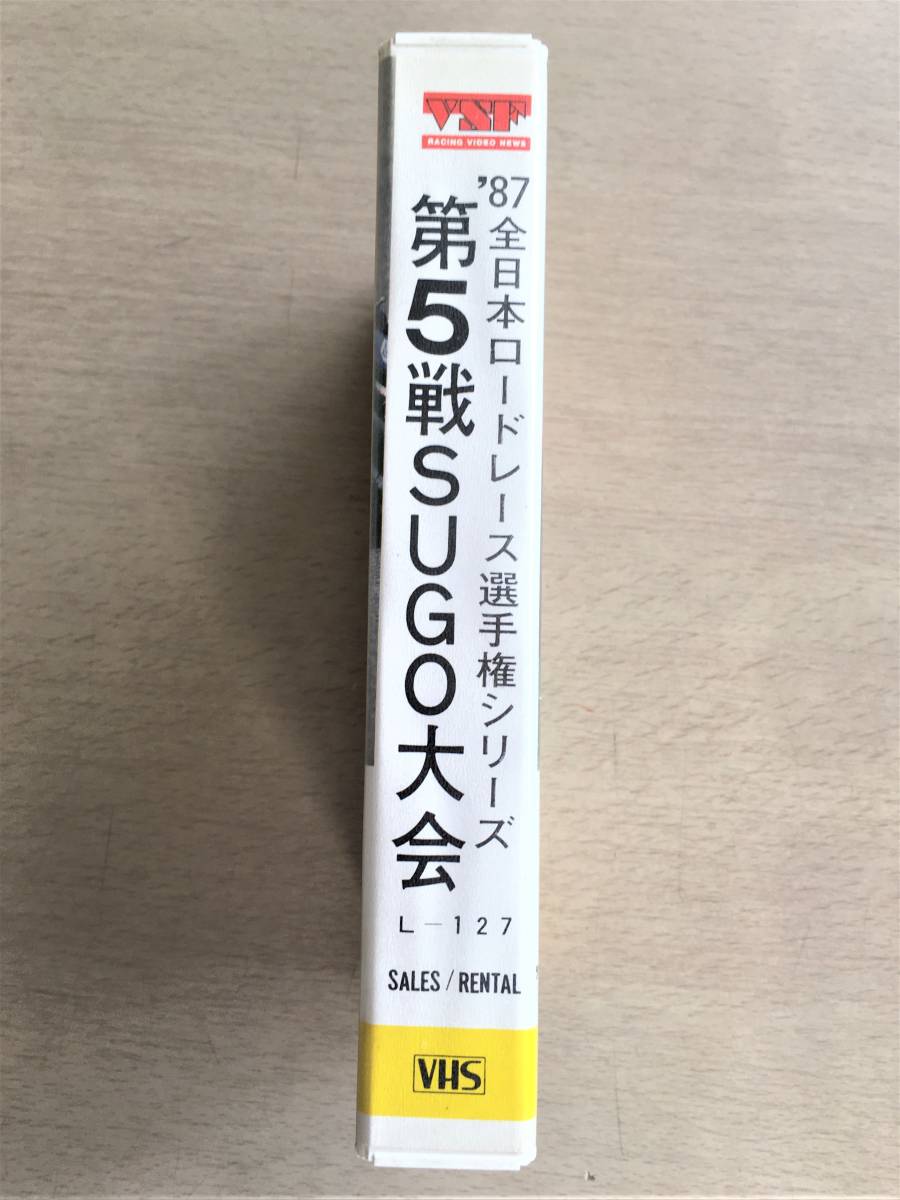 VSF
RACING VIDEO NEWS
'87全日本ロードレース選手権シリーズ
第5戦SUGO大会
L-127
SALES/RENTAL
VHS